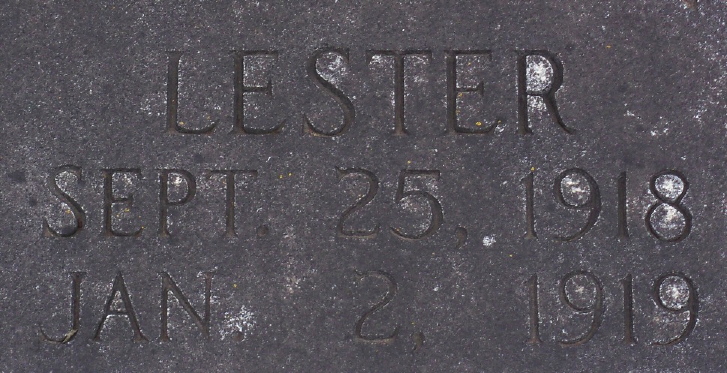 LESTER
SEPT. 25, 1918
JAN. 2, 1919